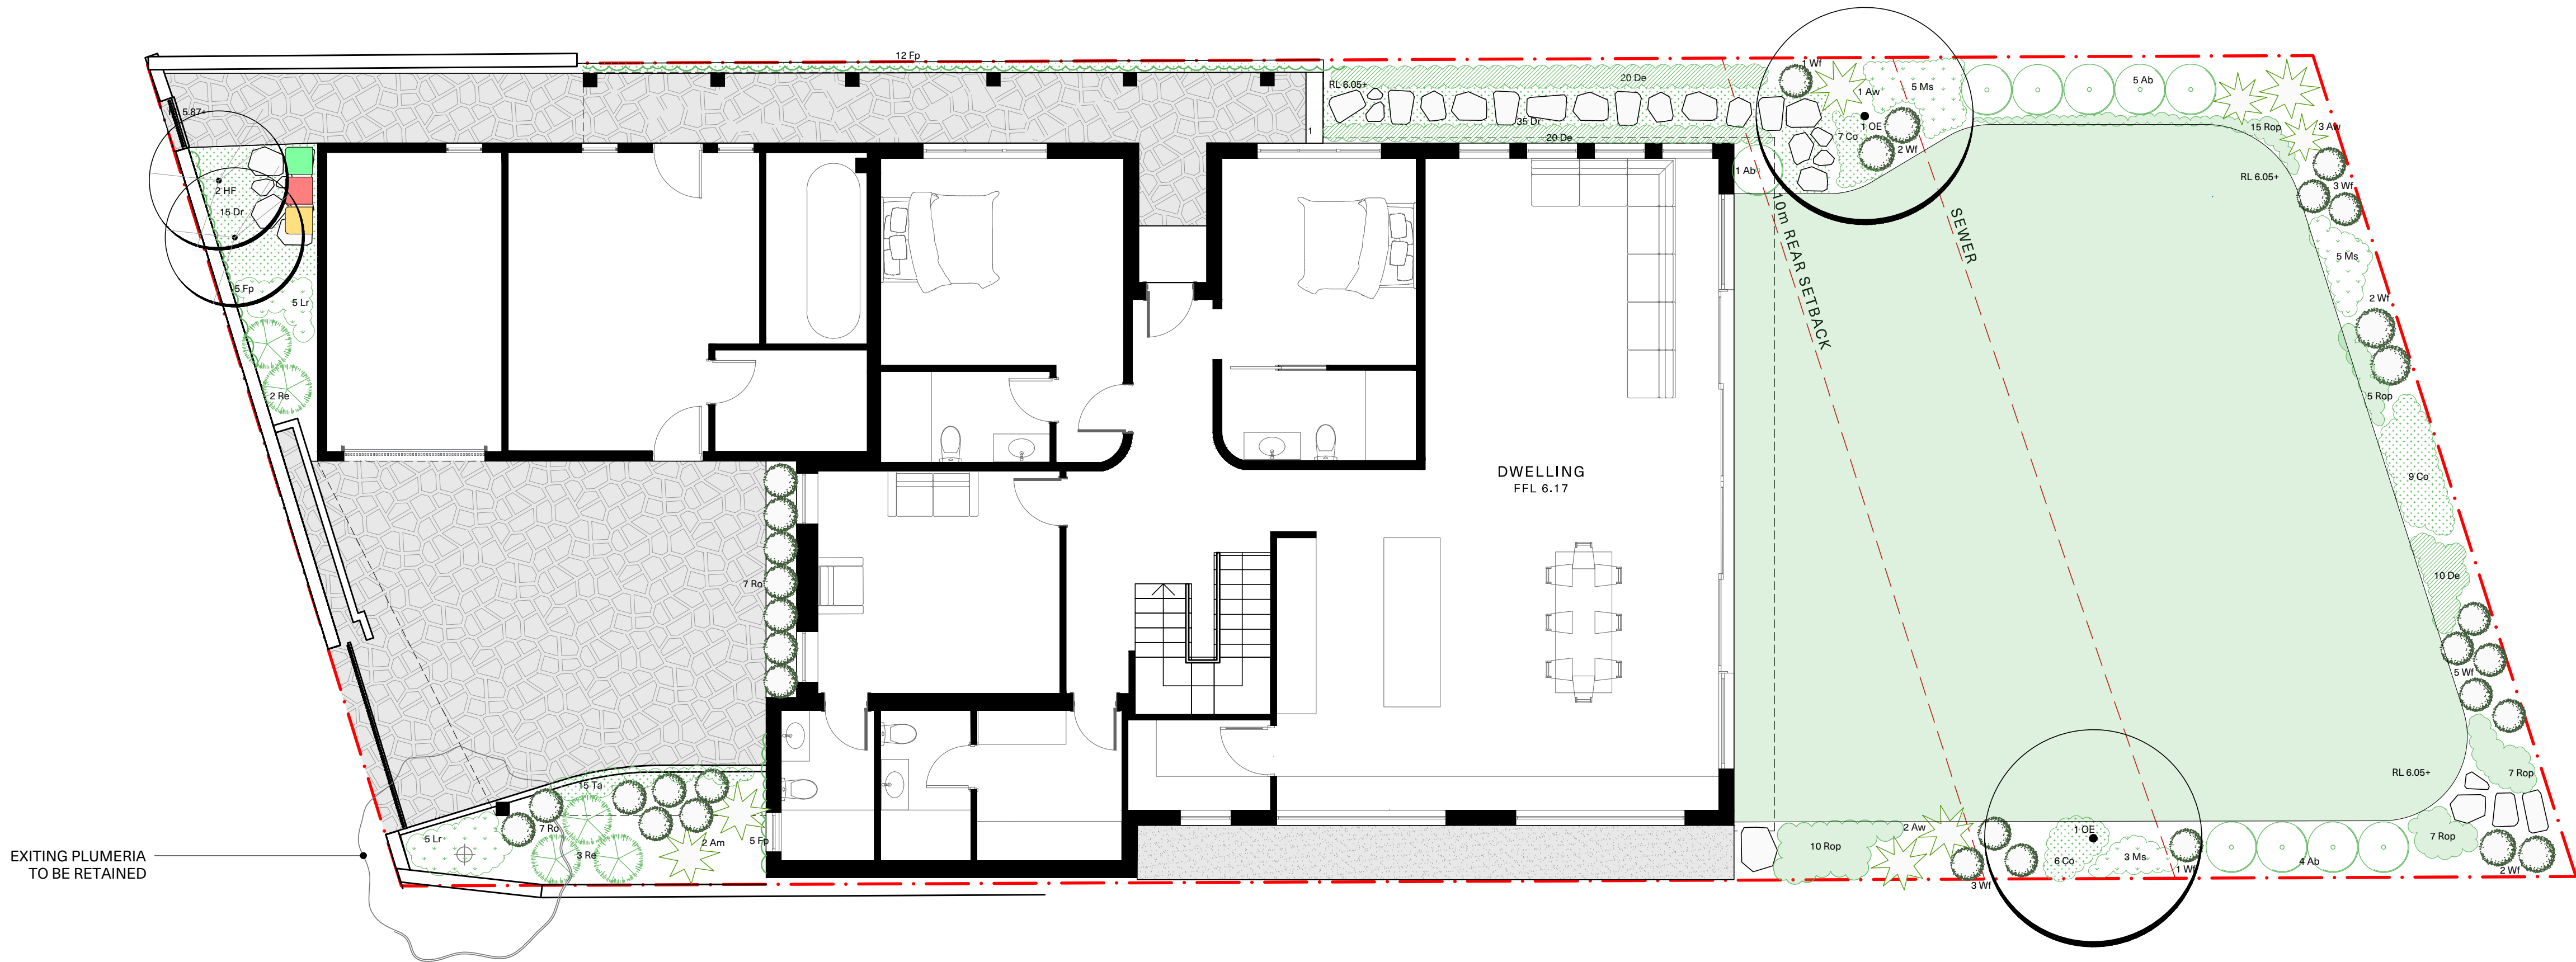 12 Fp
RL 6.05+
20 De
35 Dr
20 De
1
1 Wf
1 Aw
5 Ms
1 OE
7 Co
2 Wf
1 Ab
5 Ab
15 Rop
3 Aw
RL 6.05+
3 Wf
5 Ms
2 Wf
5 Rop
9 Co
10 De
5 Wf
7 Rop
RL 6.05+
7 Rop
2 Wf
4 Ab
1 Wf
3 Ms
6 Co
1 OE
3 Wf
2 Aw
10 Rop
10m REAR SETBACK
SEWER
DWELLING
FFL 6.17
5.87+
2 HF
15 Dr
5 Fp
5 Lr
2 Re
7 Ro
15 Ta
7 Ro
5 Lr
3 Re
2 Am
5 Fp
EXITING PLUMERIA
TO BE RETAINED